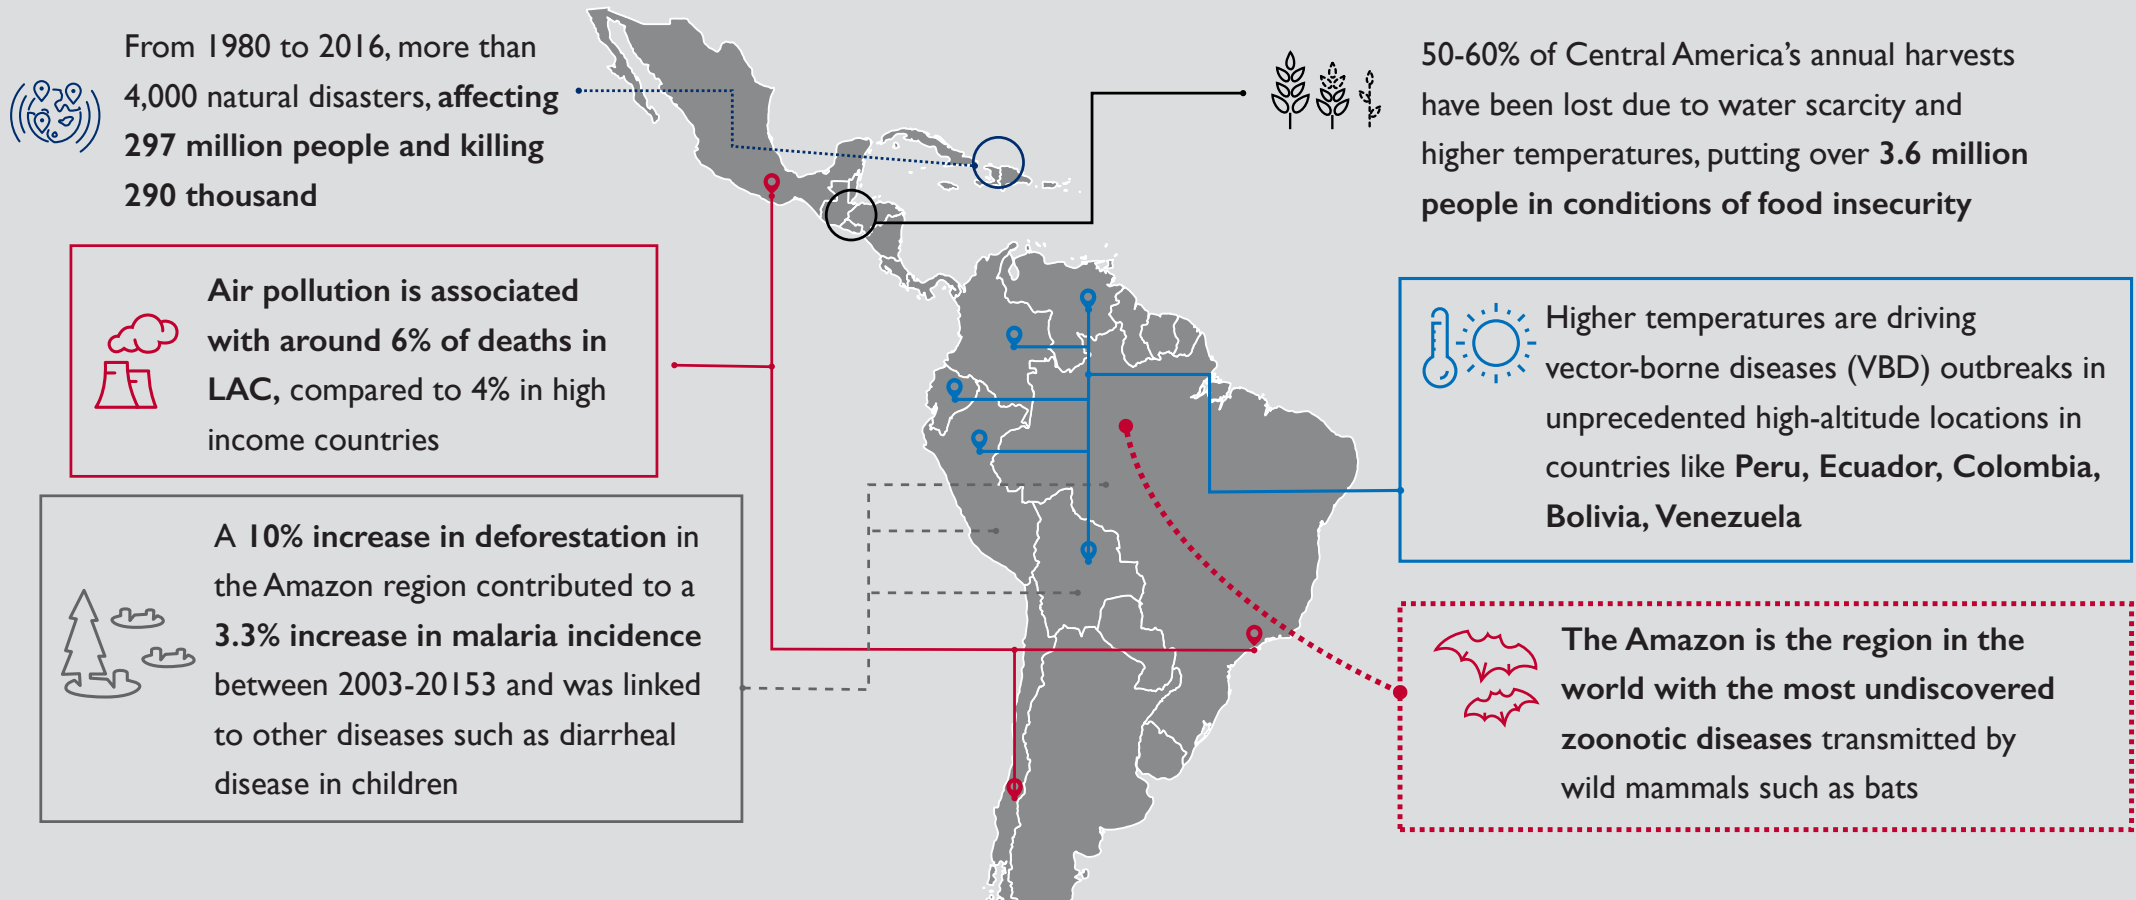 From 1980 to 2016, more than
4,000 natural disasters, affecting
297 million people and killing
290 thousand
50-60% of Central America’s annual harvests
have been lost due to water scarcity and
higher temperatures, putting over 3.6 million
people in conditions of food insecurity
Air pollution is associated
with around 6% of deaths in
LAC, compared to 4% in high
income countries
Higher temperatures are driving
vector-borne diseases (VBD) outbreaks in
unprecedented high-altitude locations in
countries like Peru, Ecuador, Colombia,
Bolivia, Venezuela
A 10% increase in deforestation in
the Amazon region contributed to a
3.3% increase in malaria incidence
between 2003-20153 and was linked
to other diseases such as diarrheal
disease in children
The Amazon is the region in the
world with the most undiscovered
zoonotic diseases transmitted by
wild mammals such as bats